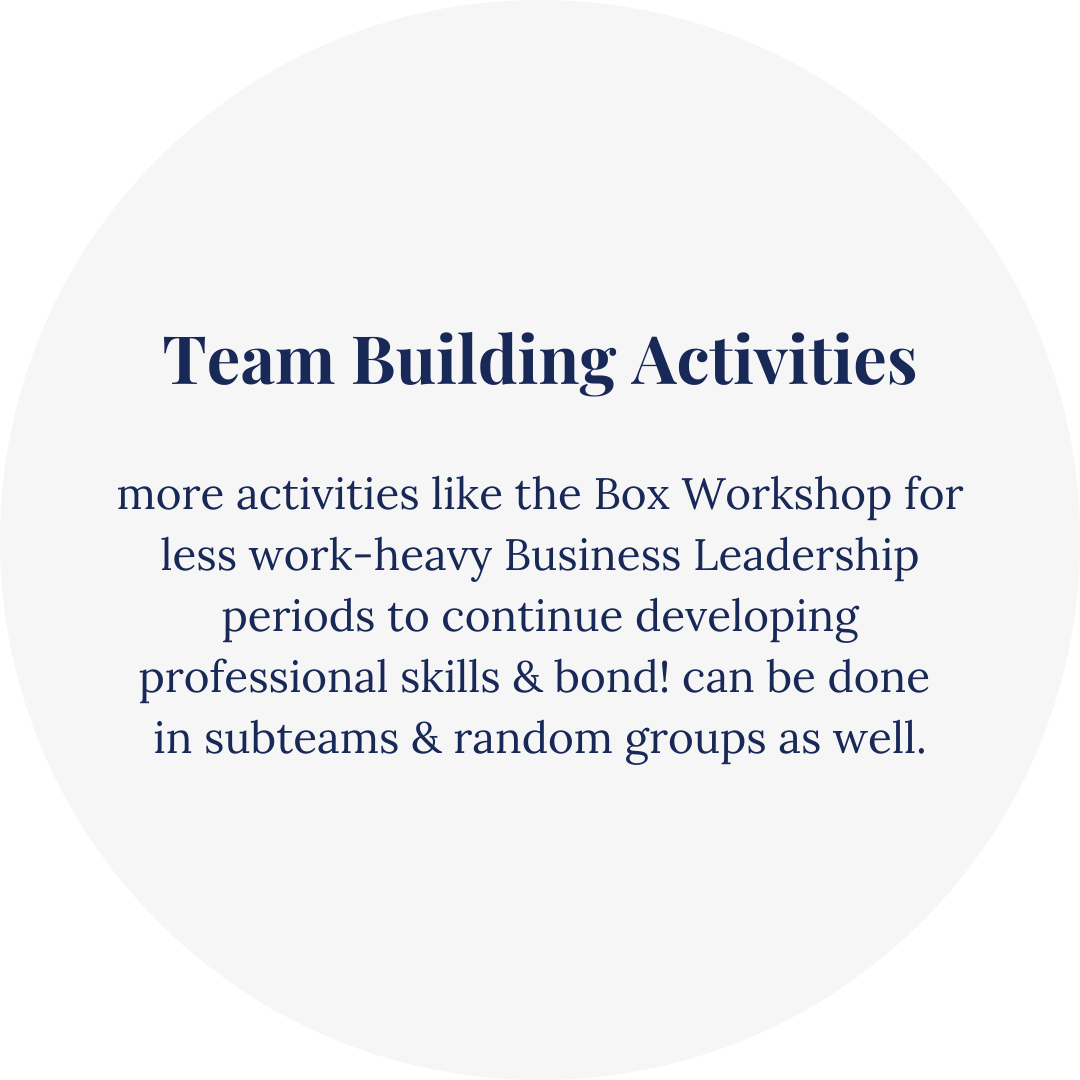 Team Building Activities
more activities like the Box Workshop for
less work-heavy Business Leadership
periods to continue developing
professional skills & bond! can be done
in subteams & random groups as well.